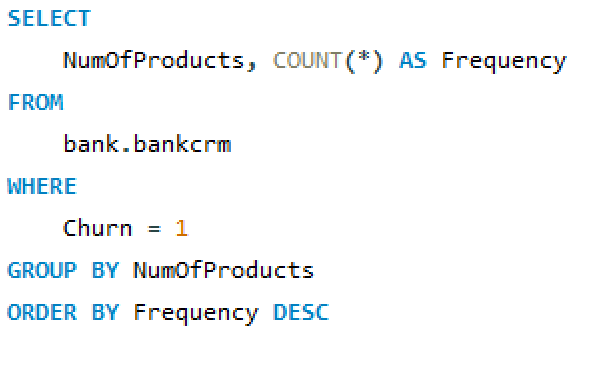 SELECT
NumOfProducts, COUNT(*) AS Frequency
FROM
bank.bankcrm
WHERE
Churn = 1
GROUP BY NumOfProducts
ORDER BY Frequency DESC